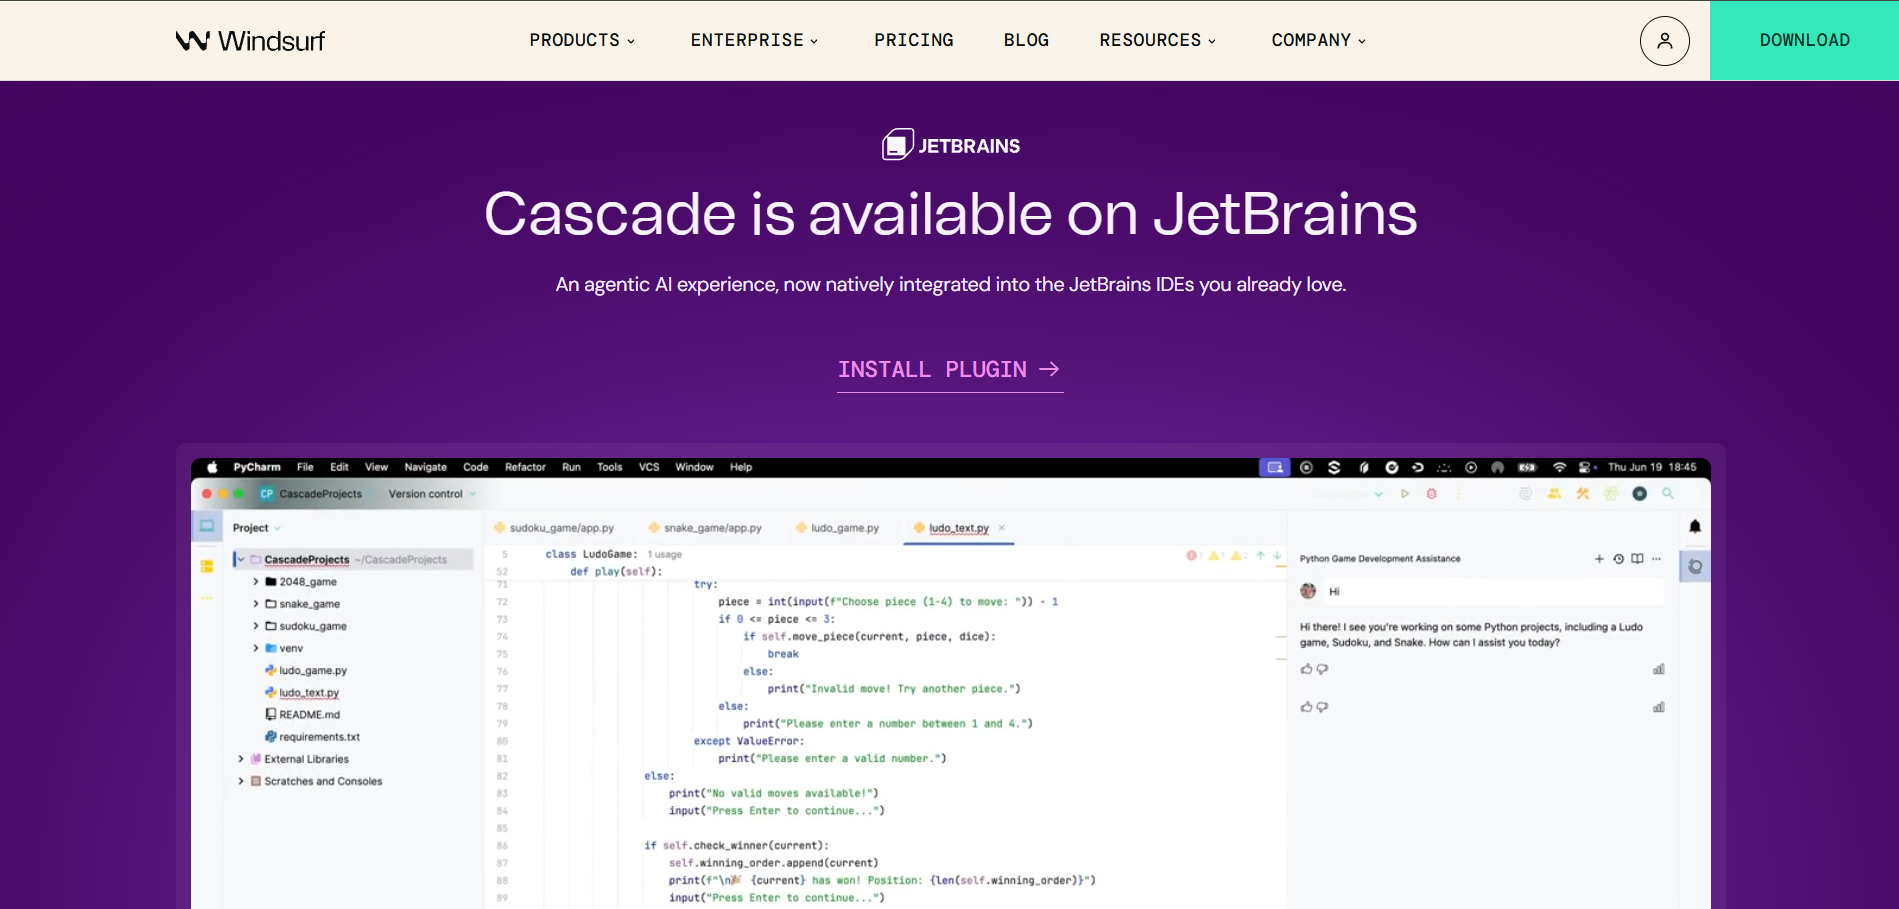 Windsurf
PRODUCTS
ENTERPRISE
PRICING
BLOG
RESOURCES
COMPANY
DOWNLOAD
JETBRAINS
Cascade is available on JetBrains
An agentic AI experience, now natively integrated into the JetBrains IDEs you already love.
INSTALL PLUGIN →
PyCharm File Edit View Navigate Code Refactor Run Tools VCS Window Help
Thu Jun 19 18:45
CP CascadeProjects Version control
Project
CascadeProjects ~/CascadeProjects
2048_game
snake_game
sudoku_game
venv
ludo_game.py
ludo_text.py
README.md
requirements.txt
External Libraries
Scratches and Consoles
sudoku_game/app.py snake_game/app.py ludo_game.py ludo_text.py ×
5 class LudoGame: 1 usage
1 1 2
52 def play(self):
71 try:
72 piece = int(input(f"Choose piece (1-4) to move: ")) - 1
73 if 0 <= piece <= 3:
74 if self.move_piece(current, piece, dice):
75 break
76 else:
77 print("Invalid move! Try another piece.")
78 else:
79 print("Please enter a number between 1 and 4.")
80 except ValueError:
81 print("Please enter a valid number.")
82 else:
83 print("No valid moves available!")
84 input("Press Enter to continue...")
85
86 if self.check_winner(current):
87 self.winning_order.append(current)
88 print(f"\n🎉 {current} has won! Position: {len(self.winning_order)}")
89 input("Press Enter to continue...")
Python Game Development Assistance
Hi
Hi there! I see you're working on some Python projects, including a Ludo
game, Sudoku, and Snake. How can I assist you today?